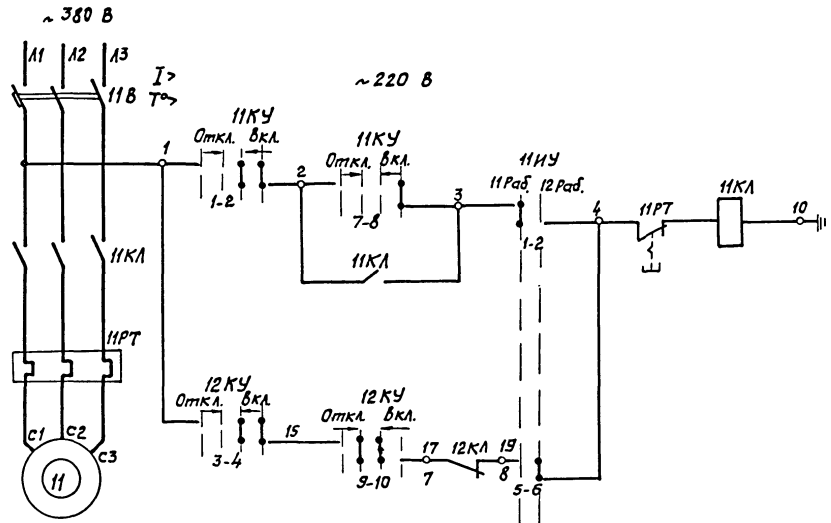 ~ 380 В
Л1 Л2 Л3
11В
I>
T°>
~ 220 В
11КУ
Откл. Вкл.
1
1-2
2
11КУ
Откл. Вкл.
7-8
3
11КЛ
11ИУ
11Раб. 12Раб.
1-2
4
11РТ
11КЛ
10
11КЛ
11РТ
С1 С2 С3
11
12КУ
Откл. Вкл.
3-4
15
12КУ
Откл. Вкл.
9-10
17
7
12КЛ
19
8
5-6